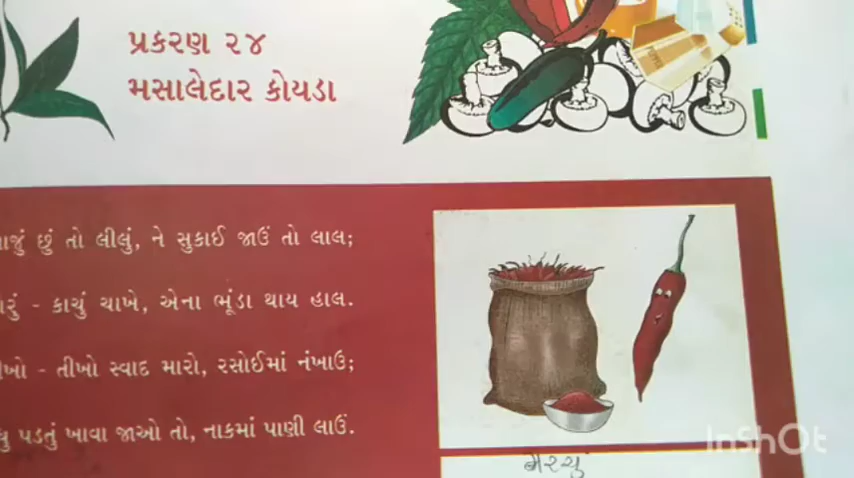 પ્રકરણ ૨૪
મસાલેદાર કોયડા
છું તો લીલું, ને સુકાઈ જાઉં તો લાલ;
- કાચું ચાખે, એના ભૂંડા થાય હાલ.
- તીખો સ્વાદ મારો, રસોઈમાં નંખાઉ;
પડતું ખાવા જાઓ તો, નાકમાં પાણી લાઉં.
મરચુ
InShOt